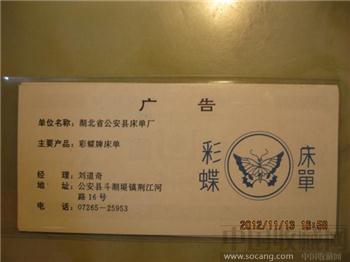 广 告
单位名称：湖北省公安县床单厂
主要产品：彩蝶牌床单
经 理：刘道奇
地 址：公安县斗湖堤镇荆江河
路16号
电 话：07265-25953
彩蝶
床單
2012/11/13
www.socang.com